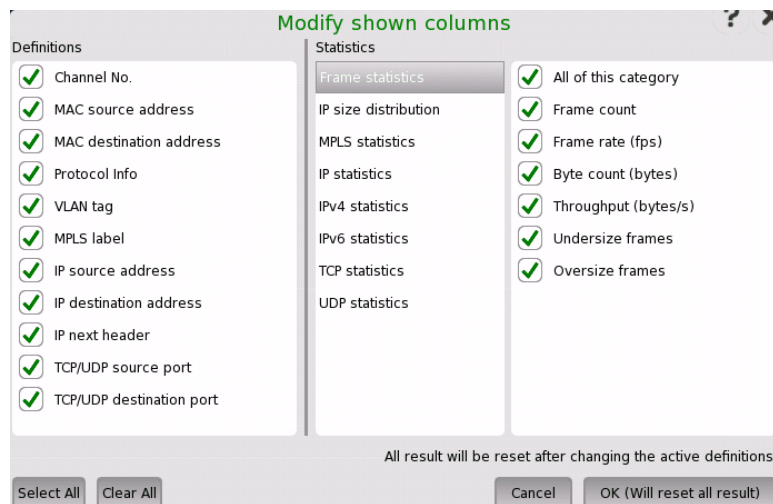 Modify shown columns
?
Definitions
Channel No.
MAC source address
MAC destination address
Protocol Info
VLAN tag
MPLS label
IP source address
IP destination address
IP next header
TCP/UDP source port
TCP/UDP destination port
Statistics
Frame statistics
IP size distribution
MPLS statistics
IP statistics
IPv4 statistics
IPv6 statistics
TCP statistics
UDP statistics
All of this category
Frame count
Frame rate (fps)
Byte count (bytes)
Throughput (bytes/s)
Undersize frames
Oversize frames
All result will be reset after changing the active definitions
Select All
Clear All
Cancel
OK (Will reset all result)